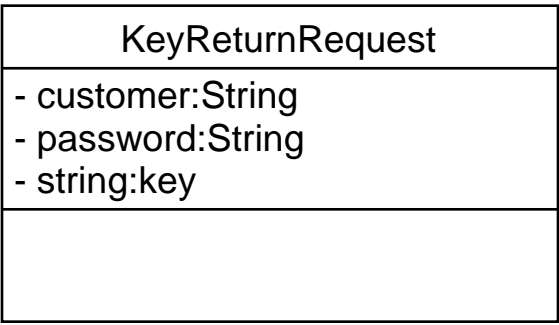 KeyReturnRequest
- customer:String
- password:String
- string:key